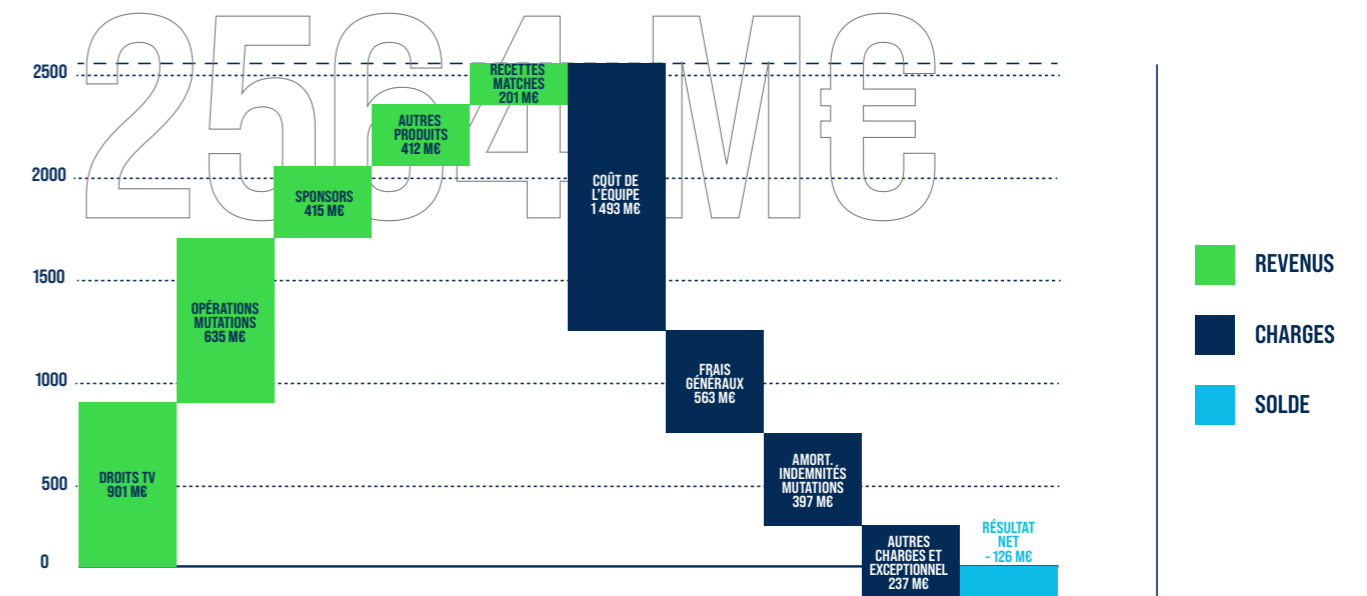 2564 M€
2500
2000
1500
1000
500
0
DROITS TV
901 M€
OPÉRATIONS
MUTATIONS
635 M€
SPONSORS
415 M€
AUTRES
PRODUITS
412 M€
RECETTES
MATCHES
201 M€
COÛT DE
L'ÉQUIPE
1 493 M€
FRAIS
GÉNÉRAUX
563 M€
AMORT.
INDEMNITÉS
MUTATIONS
397 M€
AUTRES
CHARGES ET
EXCEPTIONNEL
237 M€
RÉSULTAT
NET
- 126 M€
REVENUS
CHARGES
SOLDE